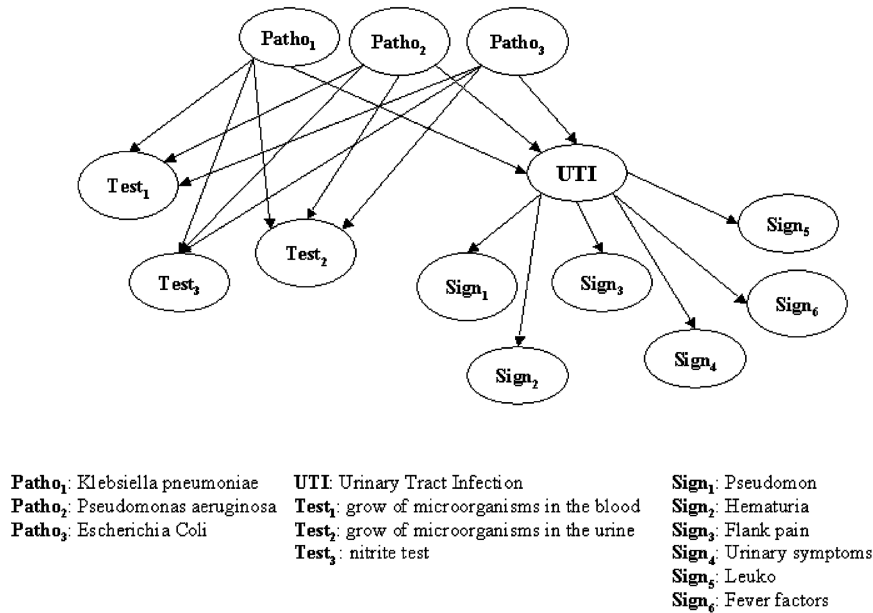 Patho₁ Patho₂ Patho₃
UTI
Test₁
Sign₅
Test₂
Test₃ Sign₁ Sign₃
Sign₆
Sign₂ Sign₄
Patho₁: Klebsiella pneumoniae
Patho₂: Pseudomonas aeruginosa
Patho₃: Escherichia Coli
UTI: Urinary Tract Infection
Test₁: grow of microorganisms in the blood
Test₂: grow of microorganisms in the urine
Test₃ : nitrite test
Sign₁: Pseudomon
Sign₂: Hematuria
Sign₃: Flank pain
Sign₄: Urinary symptoms
Sign₅: Leuko
Sign₆: Fever factors